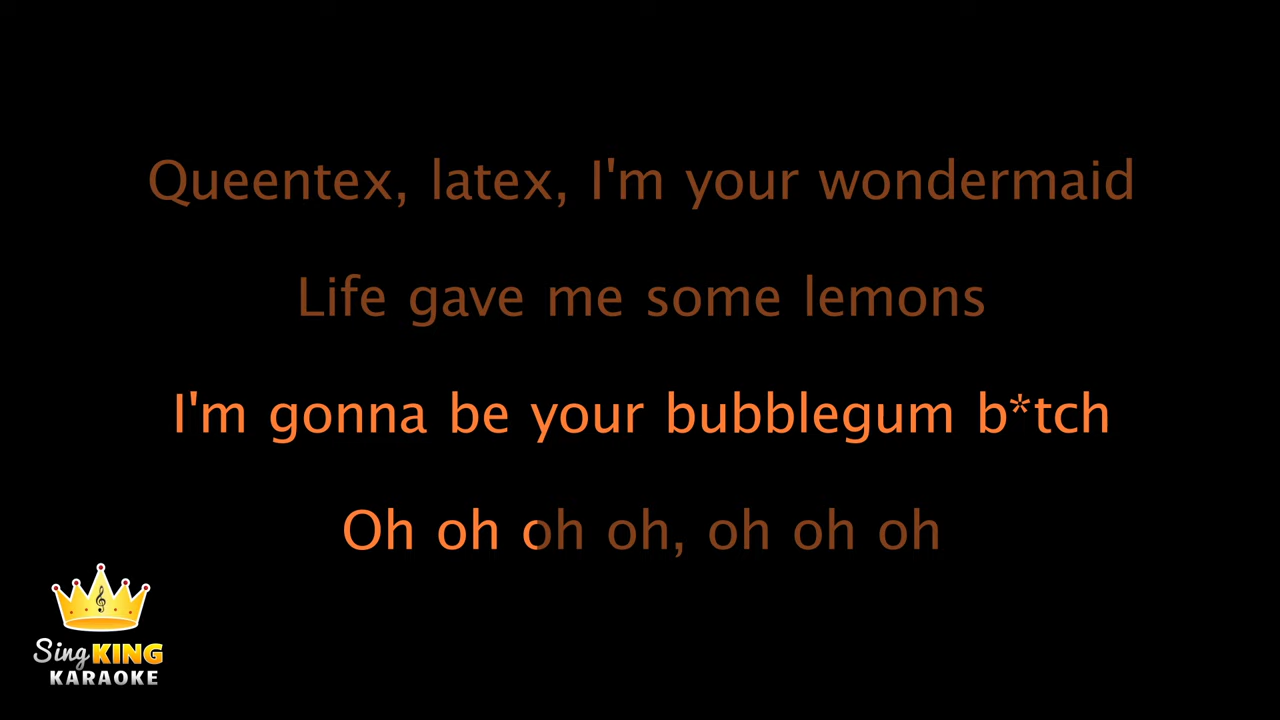 Queentex, latex, I'm your wondermaid
Life gave me some lemons
I'm gonna be your bubblegum b*tch
Oh oh oh oh, oh oh oh
Sing KING
KARAOKE